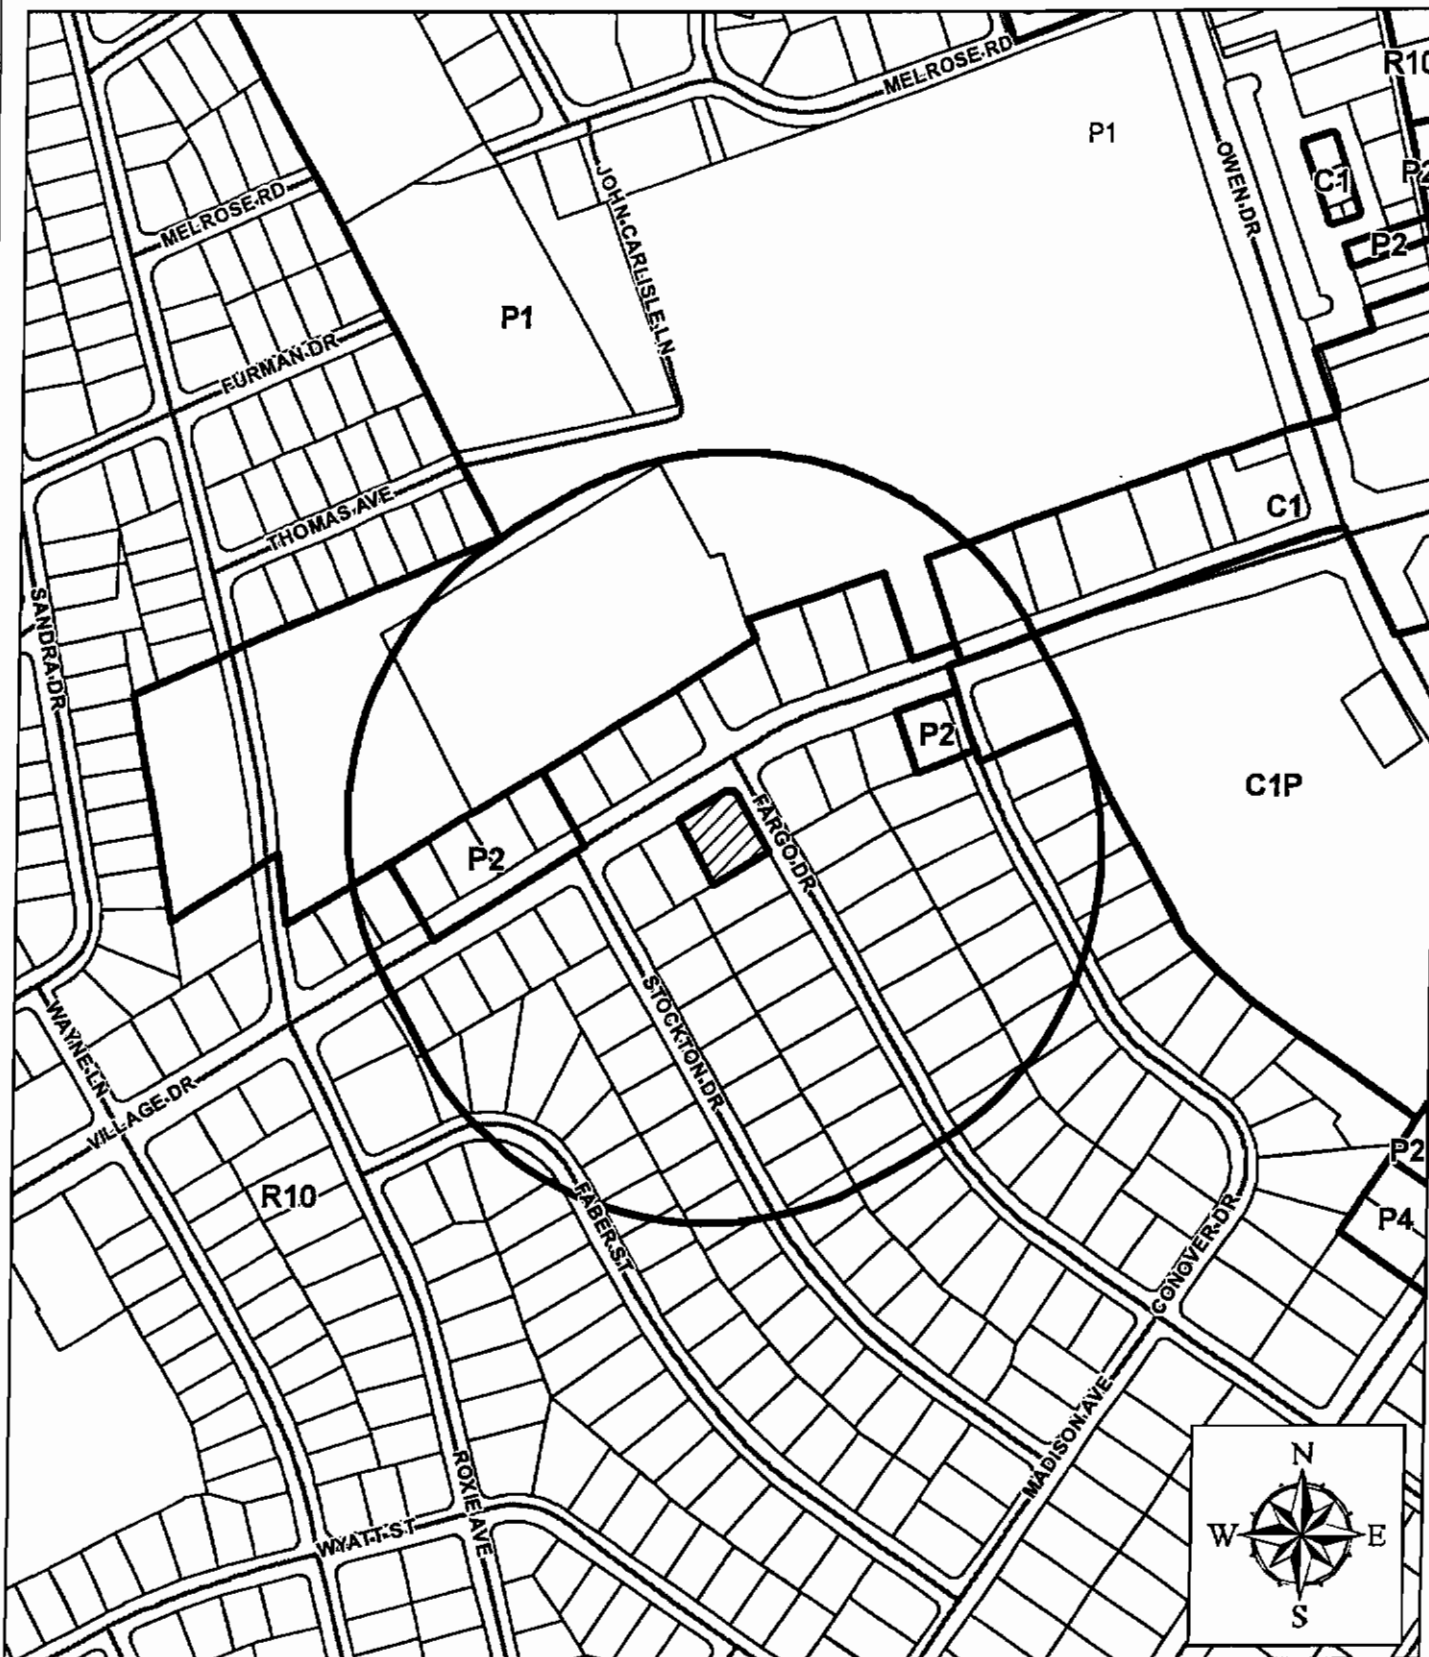 R10
MELROSE RD
P1
OWEN DR
C1
P2
P2
MELROSE RD
JOHN CARLISLE LN
P1
FURMAN DR
THOMAS AVE
C1
SANDRA DR
P2
C1P
P2
FARGO DR
STOCKTON DR
WAYNE LN
VILLAGE DR
R10
FABER ST
CONOVER DR
P2
P4
MADISON AVE
ROXIE AVE
WYATT ST
N
W E
S